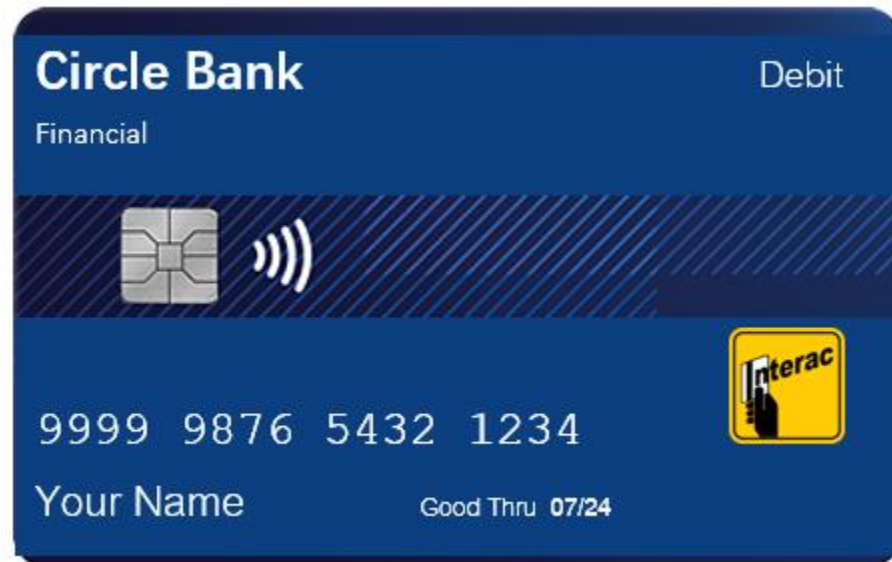 Circle Bank
Debit
Financial
Interac
9999 9876 5432 1234
Your Name
Good Thru 07/24